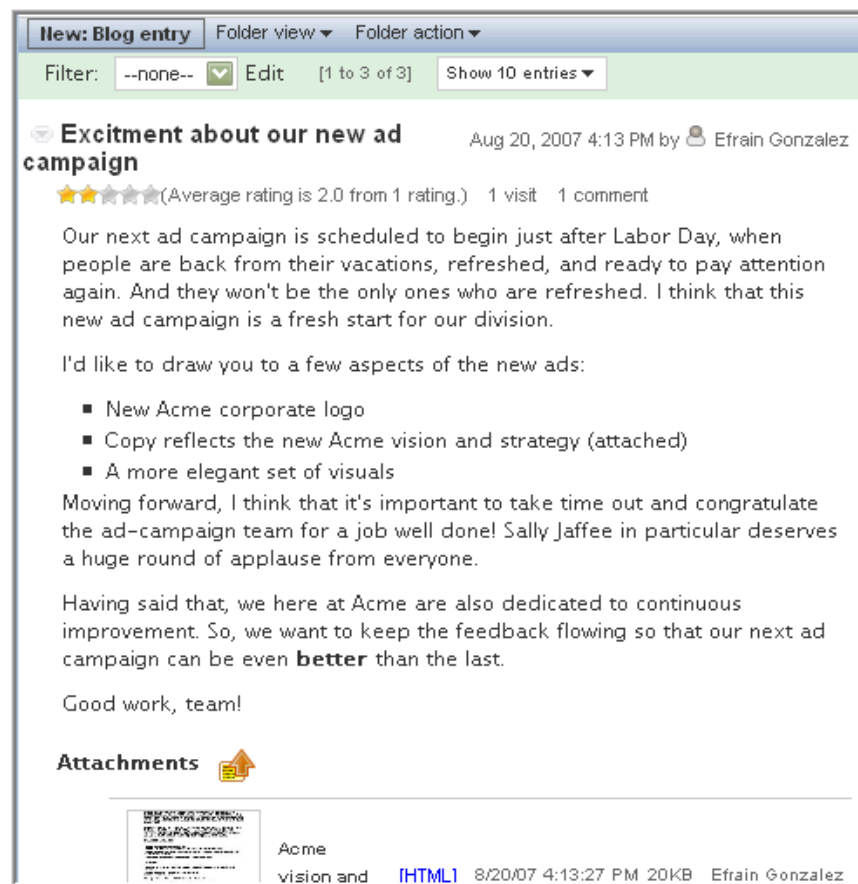 New: Blog entry Folder view Folder action
Filter: --none-- Edit [1 to 3 of 3] Show 10 entries
Excitment about our new ad campaign Aug 20, 2007 4:13 PM by Efrain Gonzalez
(Average rating is 2.0 from 1 rating.) 1 visit 1 comment
Our next ad campaign is scheduled to begin just after Labor Day, when
people are back from their vacations, refreshed, and ready to pay attention
again. And they won't be the only ones who are refreshed. I think that this
new ad campaign is a fresh start for our division.
I'd like to draw you to a few aspects of the new ads:
New Acme corporate logo
Copy reflects the new Acme vision and strategy (attached)
A more elegant set of visuals
Moving forward, I think that it's important to take time out and congratulate
the ad-campaign team for a job well done! Sally Jaffee in particular deserves
a huge round of applause from everyone.
Having said that, we here at Acme are also dedicated to continuous
improvement. So, we want to keep the feedback flowing so that our next ad
campaign can be even better than the last.
Good work, team!
Attachments
Acme
vision and [HTML] 8/20/07 4:13:27 PM 20KB Efrain Gonzalez